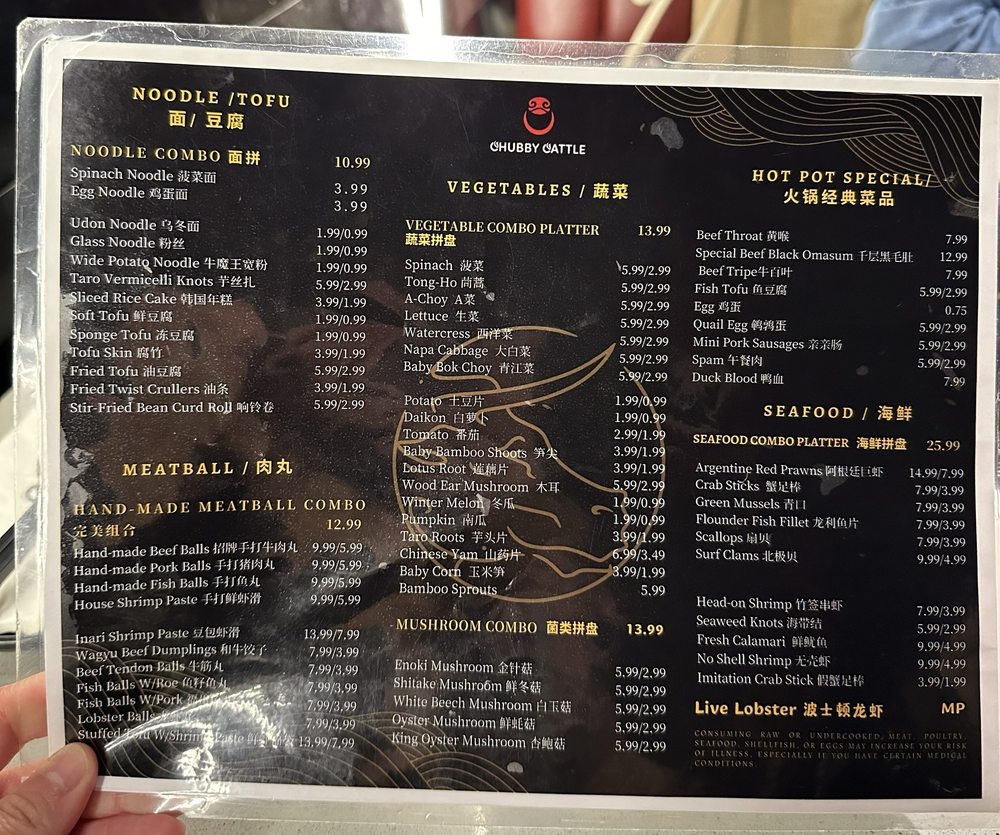 NOODLE /TOFU
面/ 豆腐
NOODLE COMBO 面拼 10.99
Spinach Noodle 菠菜面 3.99
Egg Noodle 鸡蛋面 3.99
Udon Noodle 乌冬面 1.99/0.99
Glass Noodle 粉丝 1.99/0.99
Wide Potato Noodle 牛魔王宽粉 1.99/0.99
Taro Vermicelli Knots 芋丝扎 5.99/2.99
Sliced Rice Cake 韩国年糕 3.99/1.99
Soft Tofu 鲜豆腐 1.99/0.99
Sponge Tofu 冻豆腐 1.99/0.99
Tofu Skin 腐竹 3.99/1.99
Fried Tofu 油豆腐 5.99/2.99
Fried Twist Crullers 油条 3.99/1.99
Stir-Fried Bean Curd Roll 响铃卷 5.99/2.99
MEATBALL / 肉丸
HAND-MADE MEATBALL COMBO
完美组合 12.99
Hand-made Beef Balls 招牌手打牛肉丸 9.99/5.99
Hand-made Pork Balls 手打猪肉丸 9.99/5.99
Hand-made Fish Balls 手打鱼丸 9.99/5.99
House Shrimp Paste 手打鲜虾滑 9.99/5.99
Inari Shrimp Paste 豆包虾滑 13.99/7.99
Wagyu Beef Dumplings 和牛饺子 7.99/3.99
Beef Tendon Balls 牛筋丸 7.99/3.99
Fish Balls W/Roe 鱼籽鱼丸 7.99/3.99
Fish Balls W/Pork 7.99/3.99
Lobster Balls 7.99/3.99
Stuffed Tofu W/Shrimp Paste 13.99/7.99
CHUBBY CATTLE
VEGETABLES / 蔬菜
VEGETABLE COMBO PLATTER 13.99
蔬菜拼盘
Spinach 菠菜 5.99/2.99
Tong-Ho 茼蒿 5.99/2.99
A-Choy A菜 5.99/2.99
Lettuce 生菜 5.99/2.99
Watercress 西洋菜 5.99/2.99
Napa Cabbage 大白菜 5.99/2.99
Baby Bok Choy 青江菜 5.99/2.99
Potato 土豆片 1.99/0.99
Daikon 白萝卜 1.99/0.99
Tomato 番茄 2.99/1.99
Baby Bamboo Shoots 笋尖 3.99/1.99
Lotus Root 莲藕片 3.99/1.99
Wood Ear Mushroom 木耳 5.99/2.99
Winter Melon 冬瓜 1.99/0.99
Pumpkin 南瓜 1.99/0.99
Taro Roots 芋头片 3.99/1.99
Chinese Yam 山药片 6.99/3.49
Baby Corn 玉米笋 3.99/1.99
Bamboo Sprouts 5.99
MUSHROOM COMBO 菌类拼盘 13.99
Enoki Mushroom 金针菇 5.99/2.99
Shitake Mushroom 鲜冬菇 5.99/2.99
White Beech Mushroom 白玉菇 5.99/2.99
Oyster Mushroom 鲜蚝菇 5.99/2.99
King Oyster Mushroom 杏鲍菇 5.99/2.99
HOT POT SPECIAL/
火锅经典菜品
Beef Throat 黄喉 7.99
Special Beef Black Omasum 千层黑毛肚 12.99
Beef Tripe牛百叶 7.99
Fish Tofu 鱼豆腐 5.99/2.99
Egg 鸡蛋 0.75
Quail Egg 鹌鹑蛋 5.99/2.99
Mini Pork Sausages 亲亲肠 5.99/2.99
Spam 午餐肉 5.99/2.99
Duck Blood 鸭血 7.99
SEAFOOD / 海鲜
SEAFOOD COMBO PLATTER 海鲜拼盘 25.99
Argentine Red Prawns 阿根廷巨虾 14.99/7.99
Crab Sticks 蟹足棒 7.99/3.99
Green Mussels 青口 7.99/3.99
Flounder Fish Fillet 龙利鱼片 7.99/3.99
Scallops 扇贝 9.99/4.99
Surf Clams 北极贝 9.99/4.99
Head-on Shrimp 竹签串虾 7.99/3.99
Seaweed Knots 海带结 5.99/2.99
Fresh Calamari 鲜鱿鱼 9.99/4.99
No Shell Shrimp 无壳虾 9.99/4.99
Imitation Crab Stick 假蟹足棒 3.99/1.99
Live Lobster 波士顿龙虾 MP
CONSUMING RAW OR UNDERCOOKED MEAT, POULTRY,
SEAFOOD, SHELLFISH, OR EGGS MAY INCREASE YOUR RISK
OF ILLNESS, ESPECIALLY IF YOU HAVE CERTAIN MEDICAL
CONDITIONS